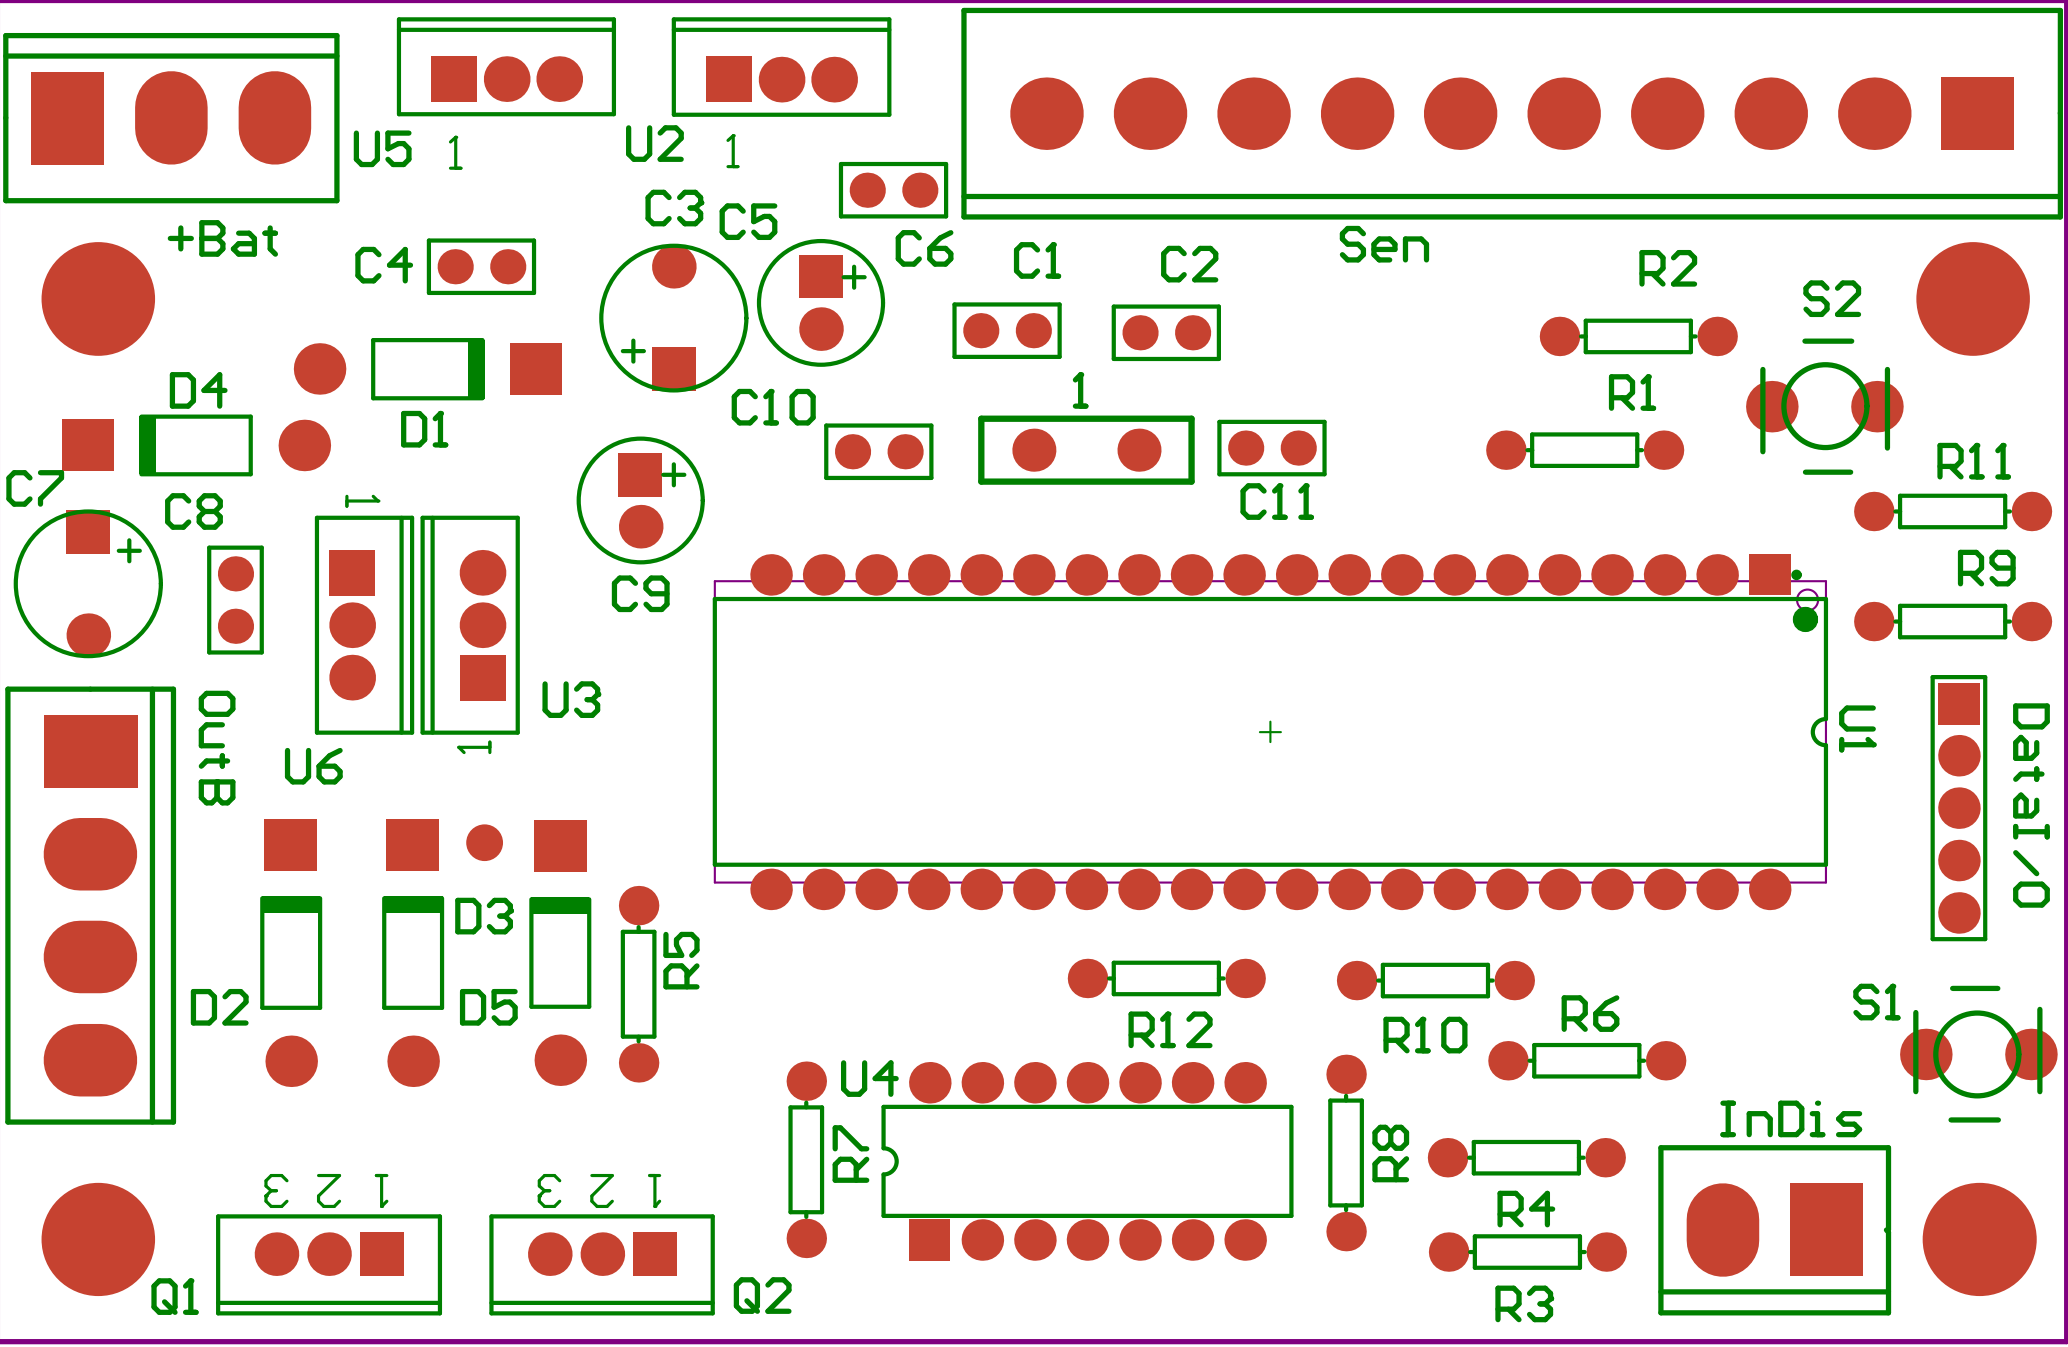 U5
1
U2
1
+Bat
C3
C5
C6
C4
C1
C2
Sen
R2
S2
+
+
D4
D1
C10
1
R1
R11
C7
C8
1
+
+
C11
C9
R9
OutB
U6
U3
1
U1
DataI/O
D3
R5
D2
D5
R12
R10
R6
S1
U4
R7
R8
InDis
R4
3 2 1
3 2 1
Q1
Q2
R3